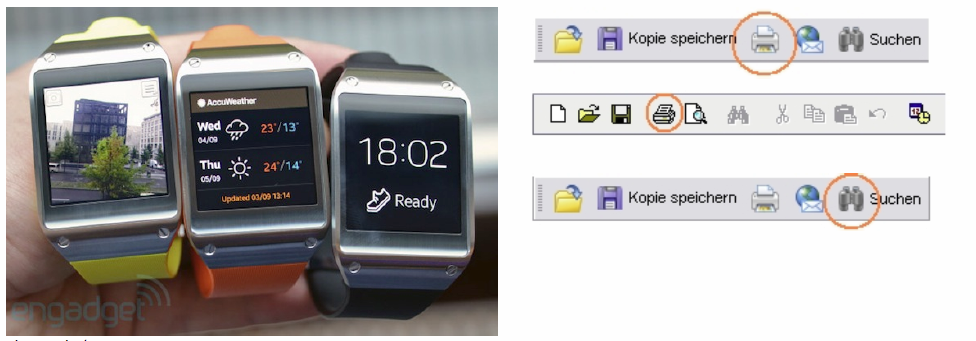 AccuWeather
Wed 23°/13°
04/09
Thu 24°/14°
05/09
Updated 03/09 13:14
18:02
Ready
engadget
Kopie speichern Suchen
Kopie speichern Suchen